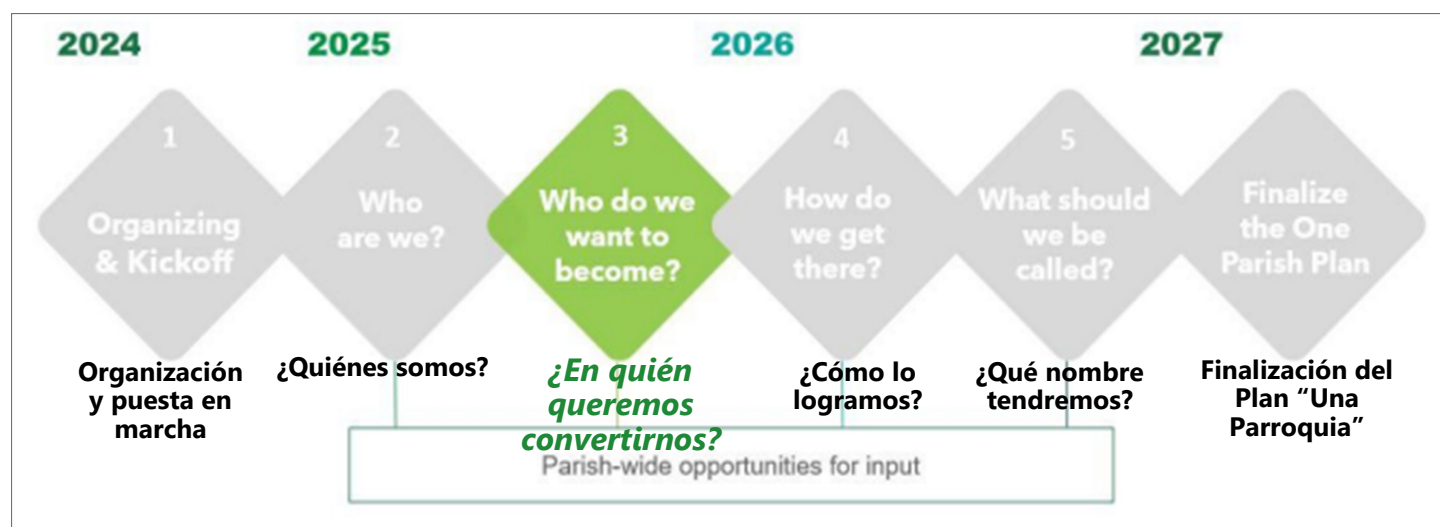 2024
2025
2026
2027
1
Organizing
& Kickoff
2
Who
are we?
3
Who do we
want to
become?
4
How do
we get
there?
5
What should
we be
called?
Finalize
the One
Parish Plan
Organización
y puesta en
marcha
¿Quiénes somos?
¿En quién
queremos
convertirnos?
¿Cómo lo
logramos?
¿Qué nombre
tendremos?
Finalización del
Plan “Una
Parroquia”
Parish-wide opportunities for input